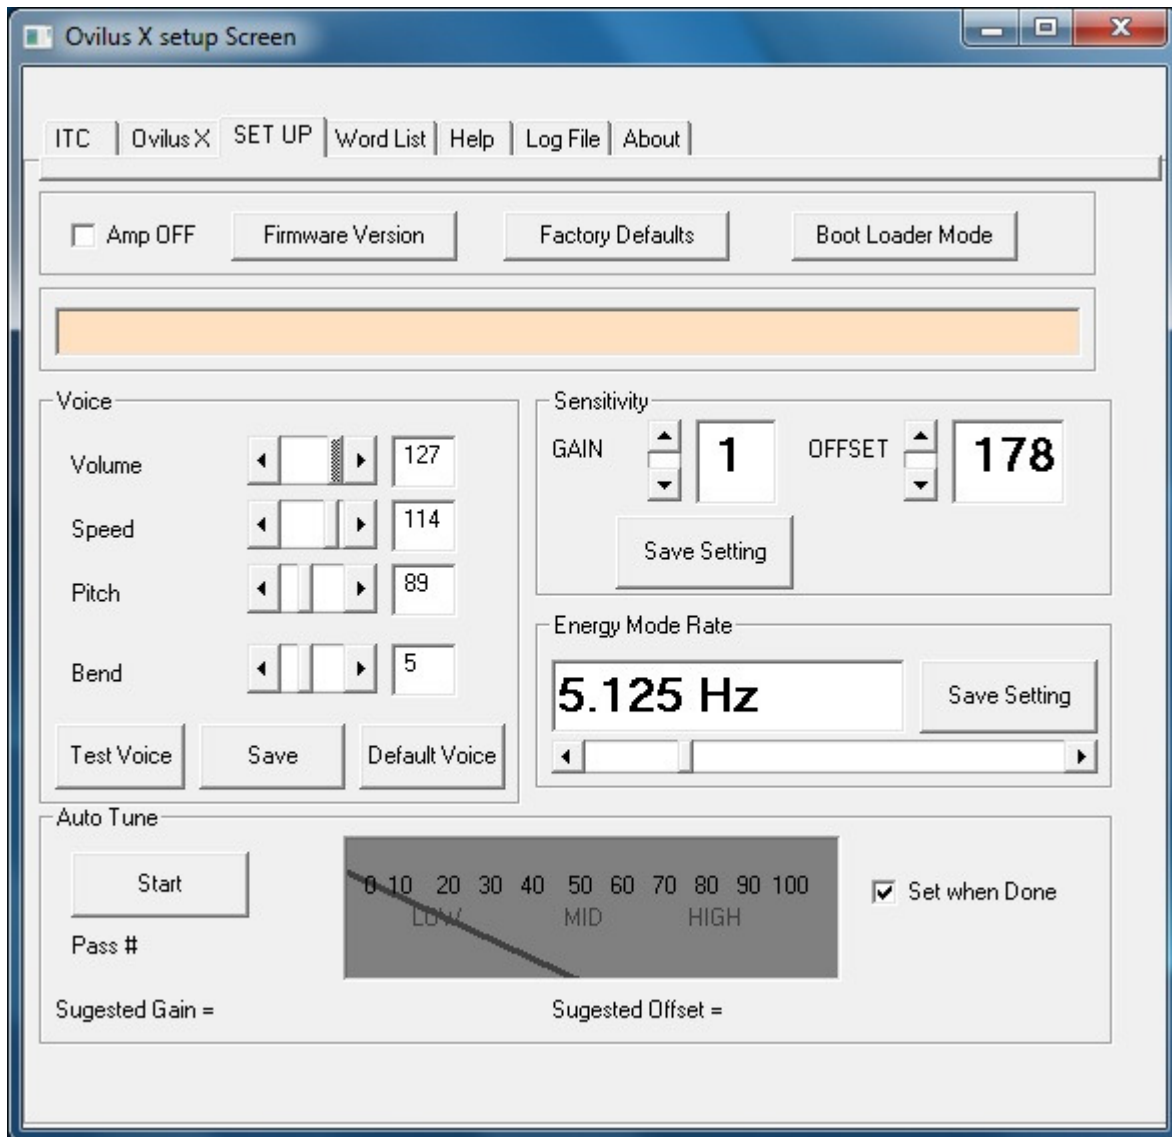 Ovilus X setup Screen
ITC Ovilus X SET UP Word List Help Log File About
Amp OFF Firmware Version Factory Defaults Boot Loader Mode
Voice
Volume 127
Speed 114
Pitch 89
Bend 5
Test Voice Save Default Voice
Sensitivity
GAIN 1 OFFSET 178
Save Setting
Energy Mode Rate
5.125 Hz Save Setting
Auto Tune
Start
0 10 20 30 40 50 60 70 80 90 100
LOW MID HIGH
Set when Done
Pass #
Sugested Gain = Sugested Offset =